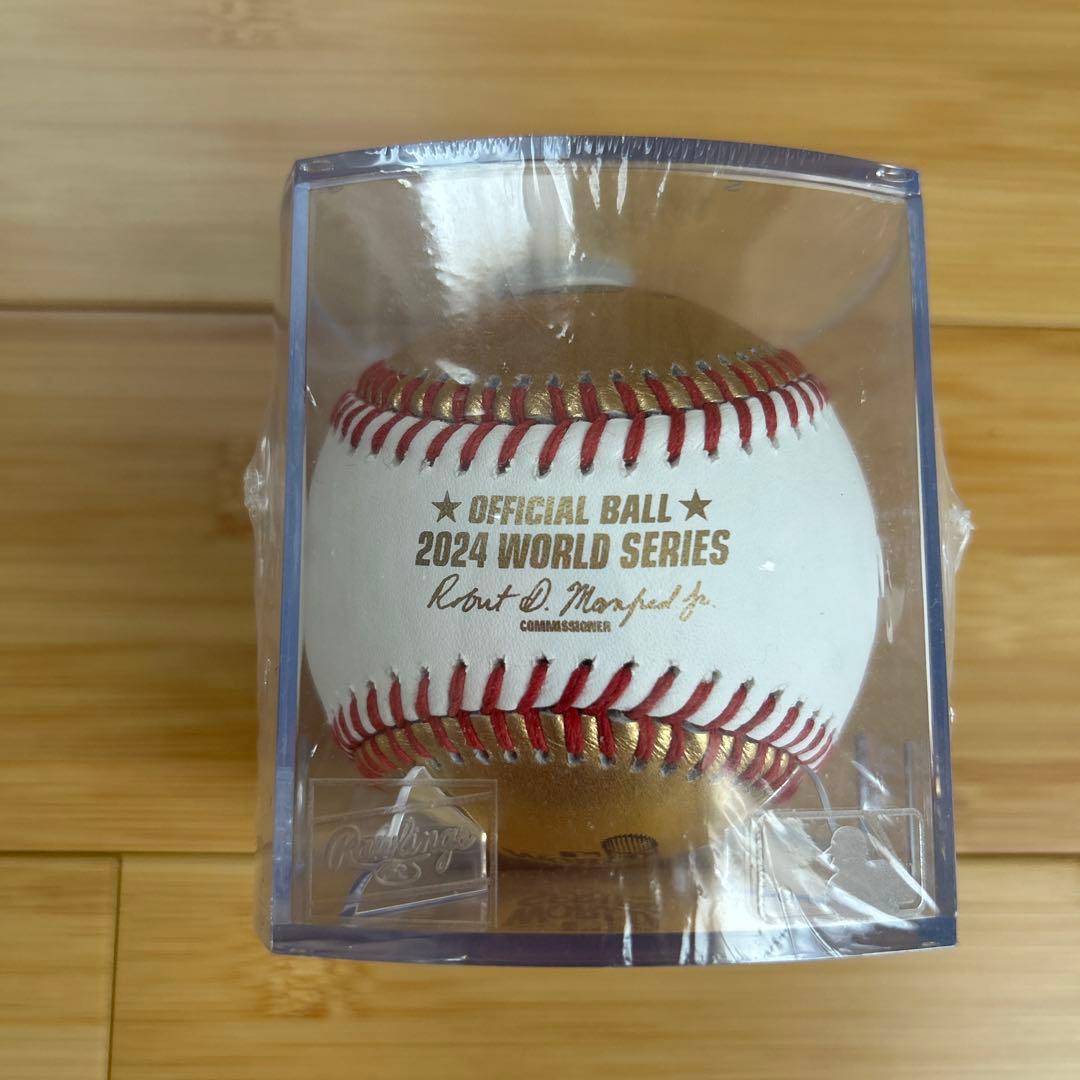 ★ OFFICIAL BALL ★
2024 WORLD SERIES
Robert D. Manfred Jr.
COMMISSIONER
Rawlings
R